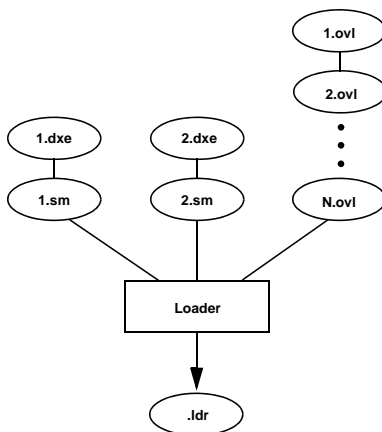 1.ovl
2.ovl
1.dxe
2.dxe
1.sm
2.sm
N.ovl
Loader
.ldr